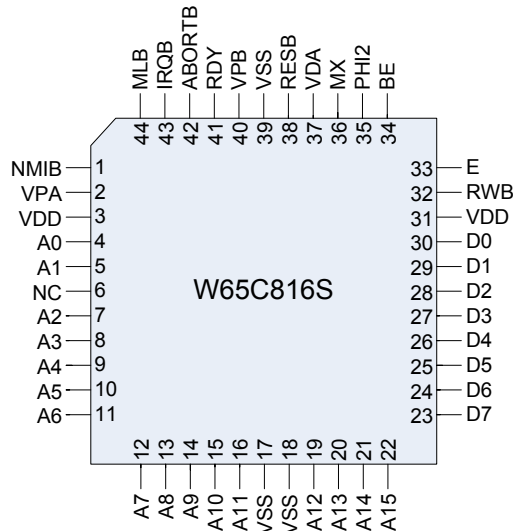 MLB IRQB ABORTB RDY VPB VSS RESB VDA MX PHI2 BE
44 43 42 41 40 39 38 37 36 35 34
NMIB 1 33 E
VPA 2 32 RWB
VDD 3 31 VDD
A0 4 30 D0
A1 5 29 D1
NC 6 28 D2
W65C816S
A2 7 27 D3
A3 8 26 D4
A4 9 25 D5
A5 10 24 D6
A6 11 23 D7
12 13 14 15 16 17 18 19 20 21 22
A7 A8 A9 A10 A11 VSS VSS A12 A13 A14 A15